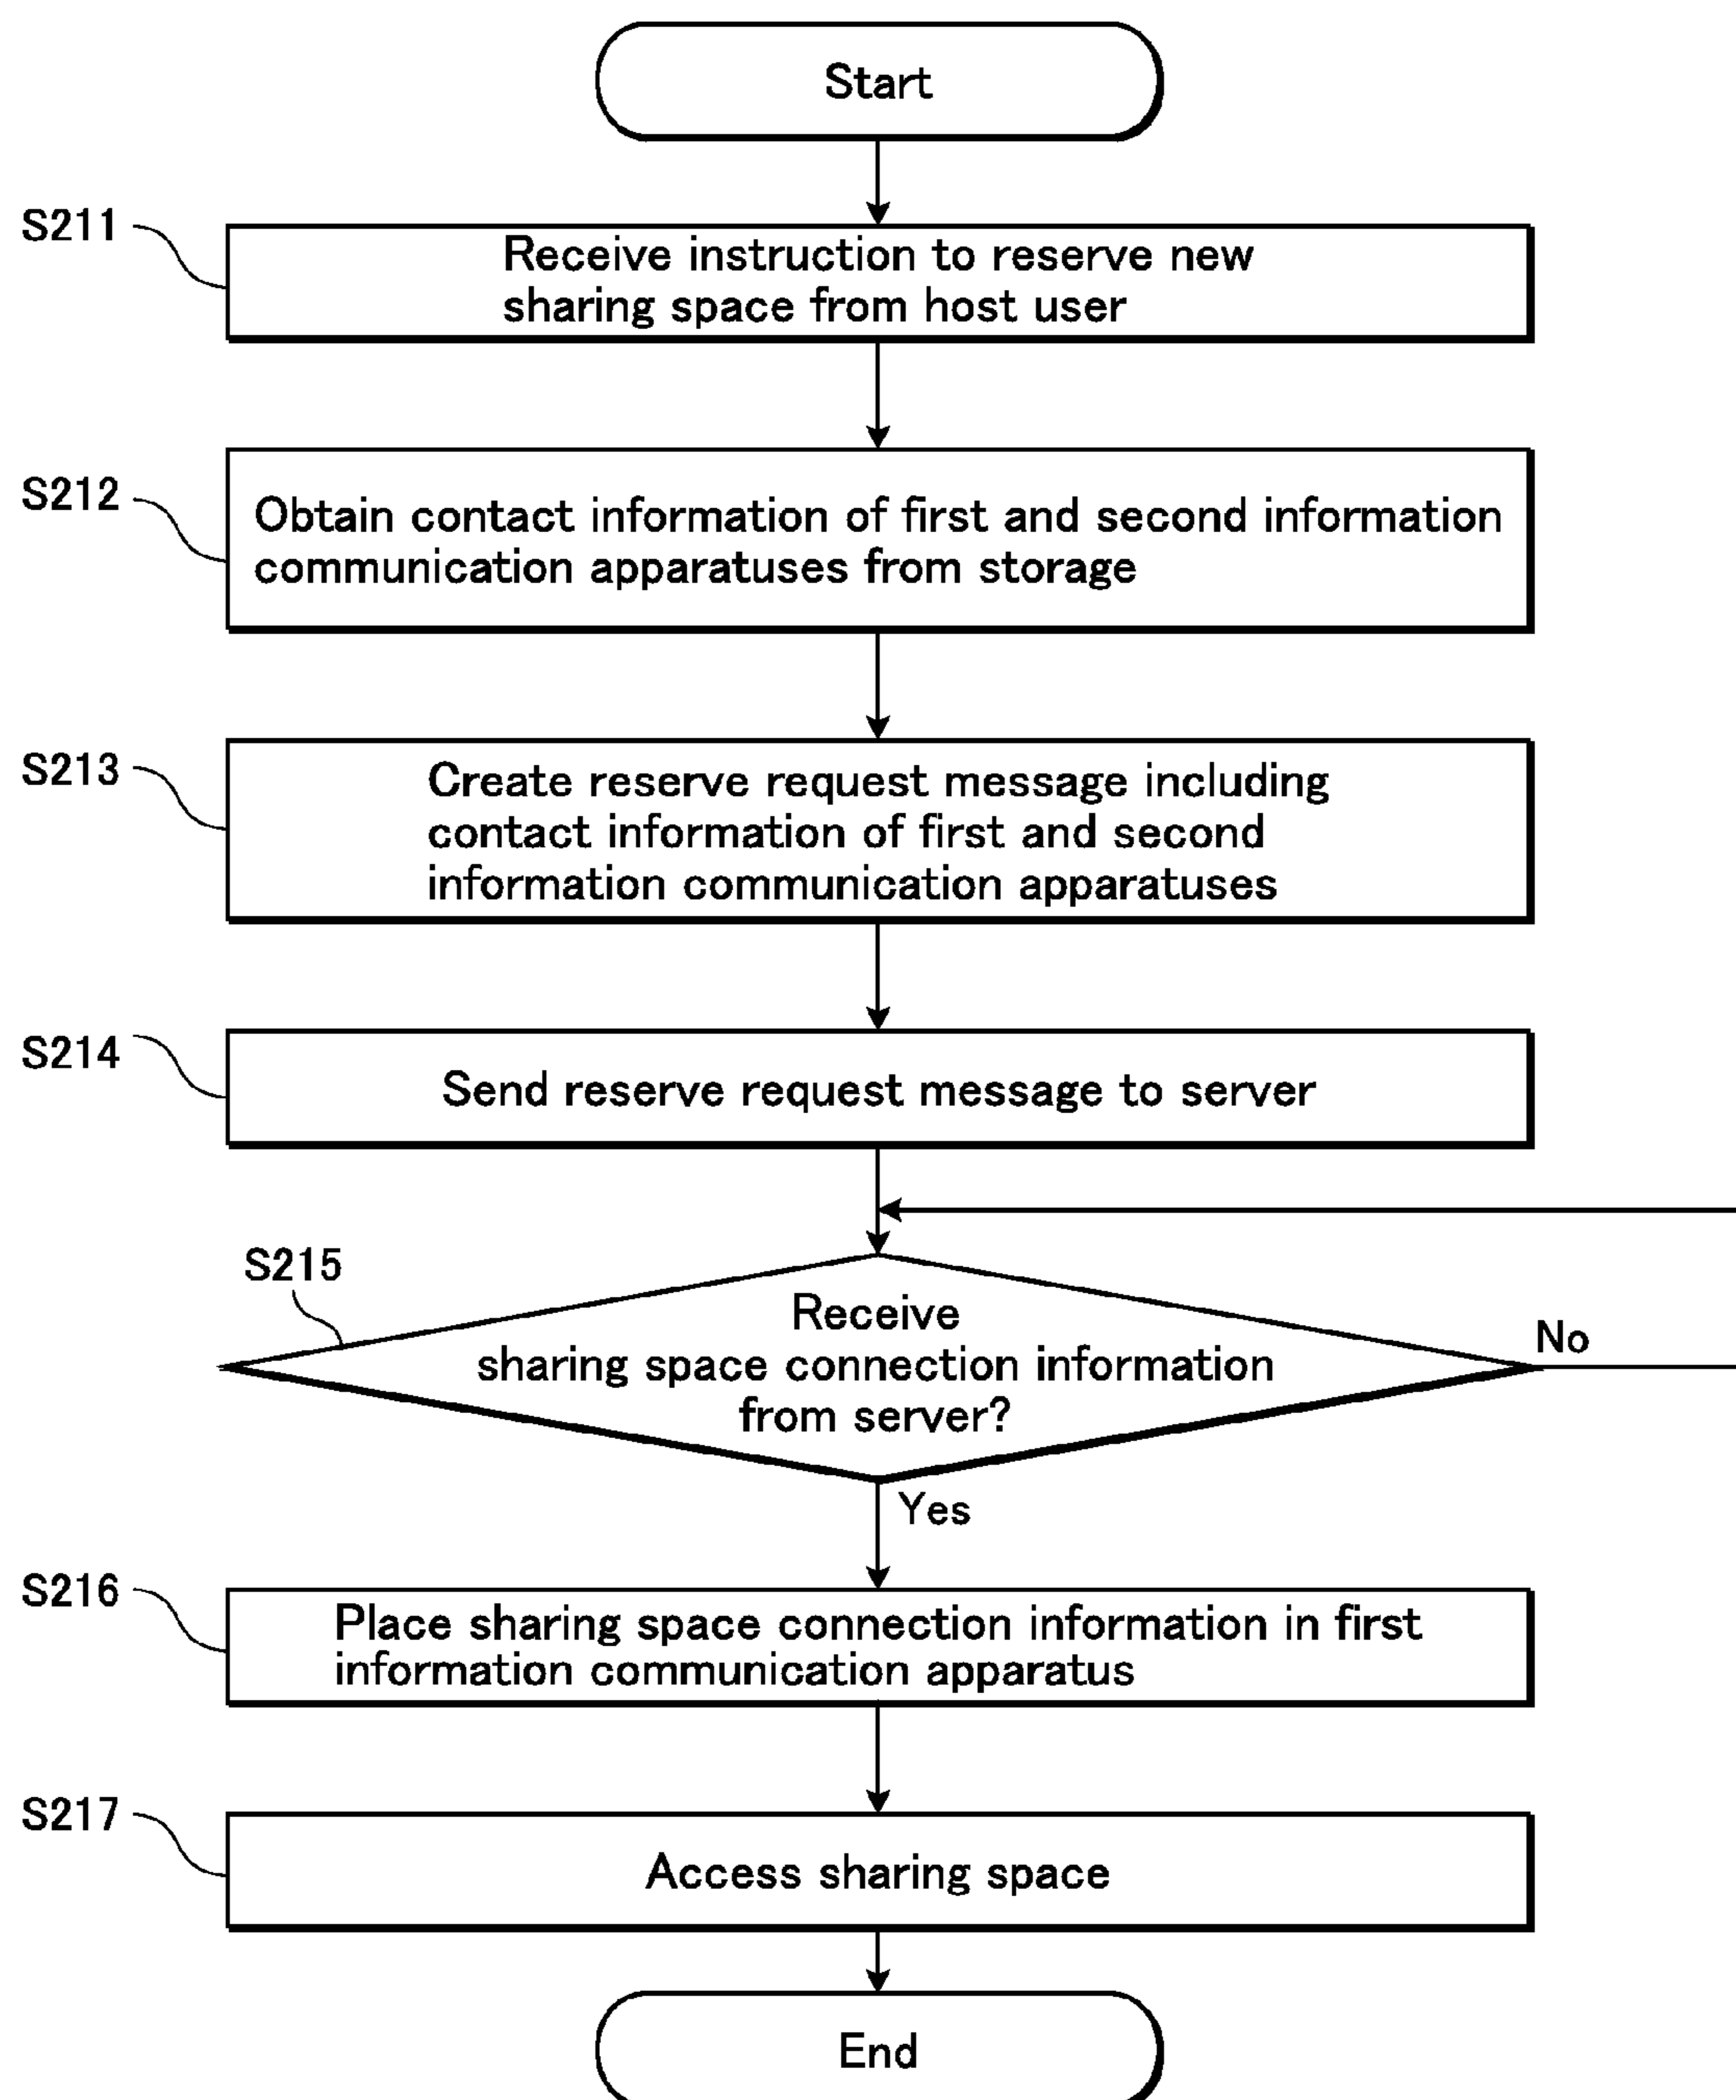 Start
S211
Receive instruction to reserve new
sharing space from host user
S212
Obtain contact information of first and second information
communication apparatuses from storage
S213
Create reserve request message including
contact information of first and second
information communication apparatuses
S214
Send reserve request message to server
S215
Receive
sharing space connection information
from server?
No
Yes
S216
Place sharing space connection information in first
information communication apparatus
S217
Access sharing space
End